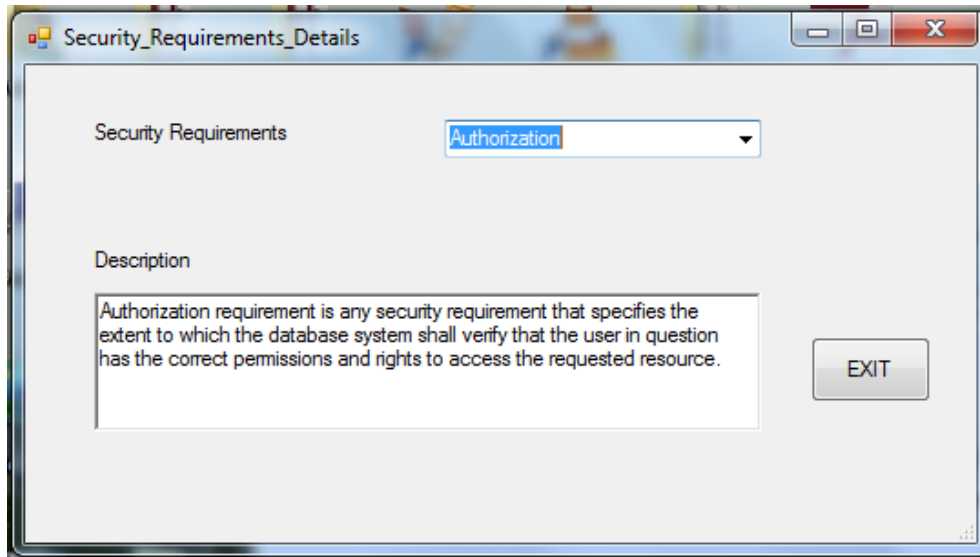 Security_Requirements_Details
Security Requirements
Authorization
Description
Authorization requirement is any security requirement that specifies the
extent to which the database system shall verify that the user in question
has the correct permissions and rights to access the requested resource.
EXIT